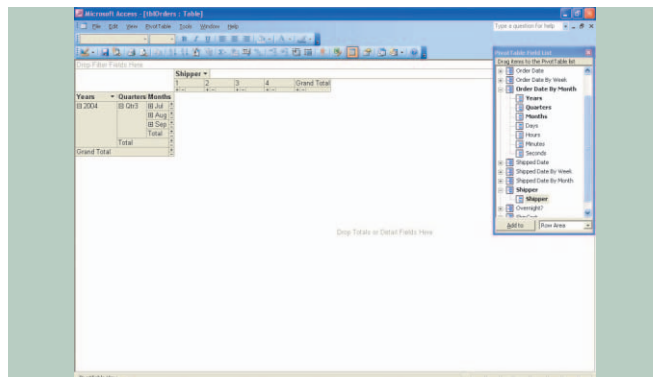 Microsoft Access - [tblOrders : Table]
File Edit View PivotTable Tools Window Help
Type a question for help
Drop Filter Fields Here
PivotTable Field List
Drag items to the PivotTable list
Order Date
Order Date By Week
Order Date By Month
Years
Quarters
Months
Days
Hours
Minutes
Seconds
Shipped Date
Shipped Date By Week
Shipped Date By Month
Shipper
Shipper
Overnight?
Add to Row Area
Shipper
1 2 3 4 Grand Total
Years Quarters Months
2004 Qtr3 Jul
Aug
Sep
Total
Total
Grand Total
Drop Totals or Detail Fields Here